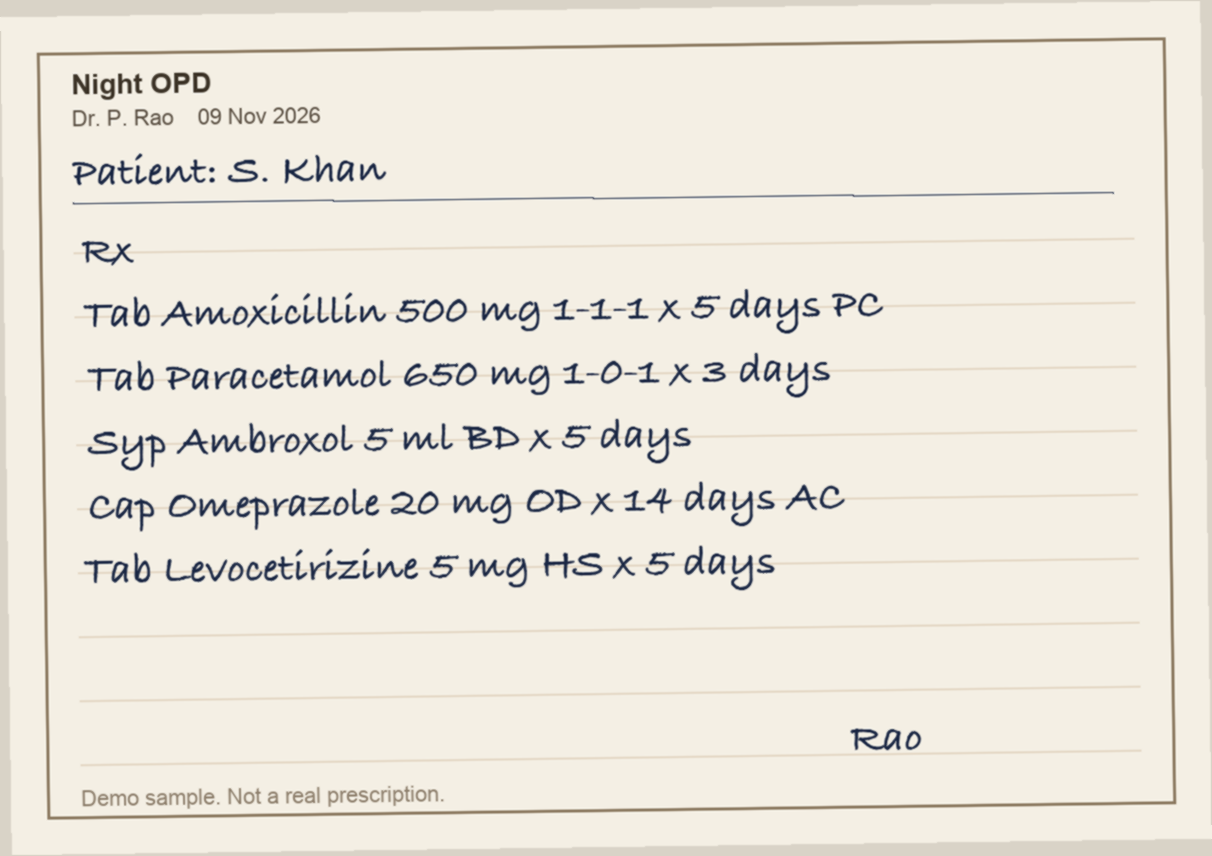 Night OPD
Dr. P. Rao 09 Nov 2026
Patient: S. Khan
Rx
Tab Amoxicillin 500 mg 1-1-1 x 5 days PC
Tab Paracetamol 650 mg 1-0-1 x 3 days
Syp Ambroxol 5 ml BD x 5 days
Cap Omeprazole 20 mg OD x 14 days AC
Tab Levocetirizine 5 mg HS x 5 days
Rao
Demo sample. Not a real prescription.